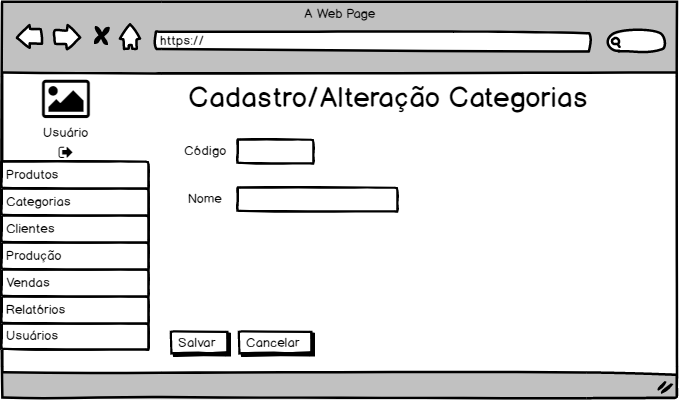 A Web Page
https://
Usuário
Produtos
Categorias
Clientes
Produção
Vendas
Relatórios
Usuários
Cadastro/Alteração Categorias
Código
Nome
Salvar
Cancelar